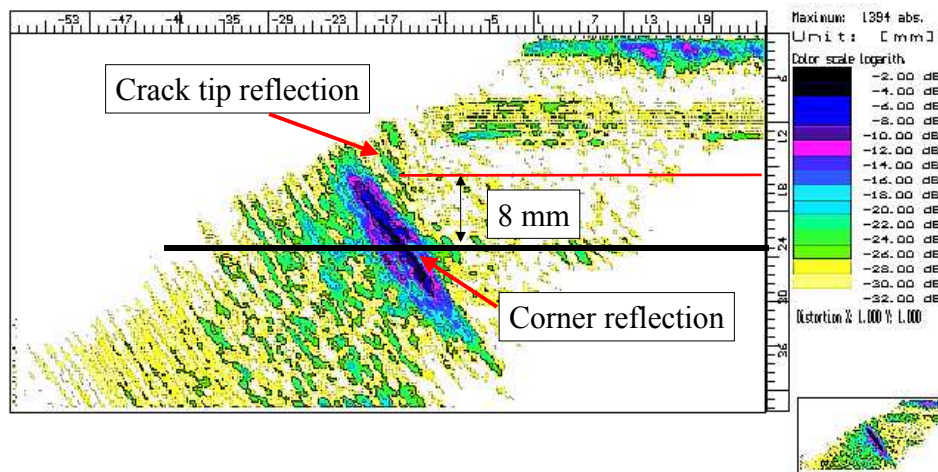 -53 -47 -41 -35 -29 -23 -17 -11 -5 1 7 13 19
Maximum: 1394 abs.
Unit: [mm]
Color scale logarith.
-2.00 dB
-4.00 dB
-6.00 dB
-8.00 dB
-10.00 dB
-12.00 dB
-14.00 dB
-16.00 dB
-18.00 dB
-20.00 dB
-22.00 dB
-24.00 dB
-26.00 dB
-28.00 dB
-30.00 dB
-32.00 dB
Distortion X: 1.000 Y: 1.000
6
12
18
24
30
36
Crack tip reflection
8 mm
Corner reflection